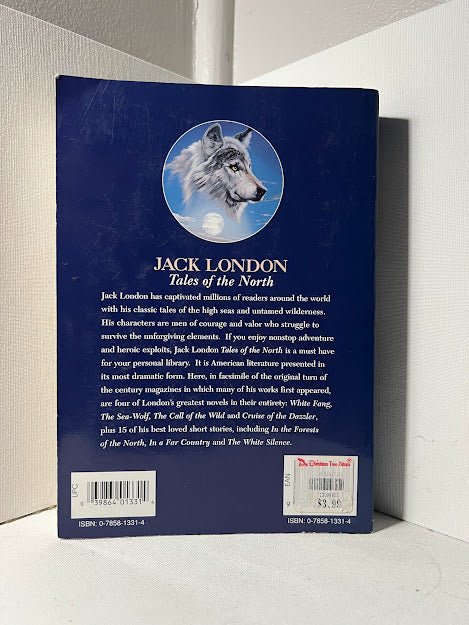 JACK LONDON
Tales of the North
Jack London has captivated millions of readers around the world
with his classic tales of the high seas and untamed wilderness.
His characters are men of courage and valor who struggle to
survive the unforgiving elements. If you enjoy nonstop adventure
and heroic exploits, Jack London Tales of the North is a must have
for your personal library. It is American literature presented in
its most dramatic form. Here, in facsimile of the original turn of
the century magazines in which many of his works first appeared,
are four of London's greatest novels in their entirety: White Fang,
The Sea-Wolf, The Call of the Wild and Cruise of the Dazzler,
plus 15 of his best loved short stories, including In the Forests
of the North, In a Far Country and The White Silence.
UPC
0 39864 01331 4
ISBN: 0-7858-1331-4
Christmas Tree Shops
$3.99
EAN
9
ISBN: 0-7858-1331-4